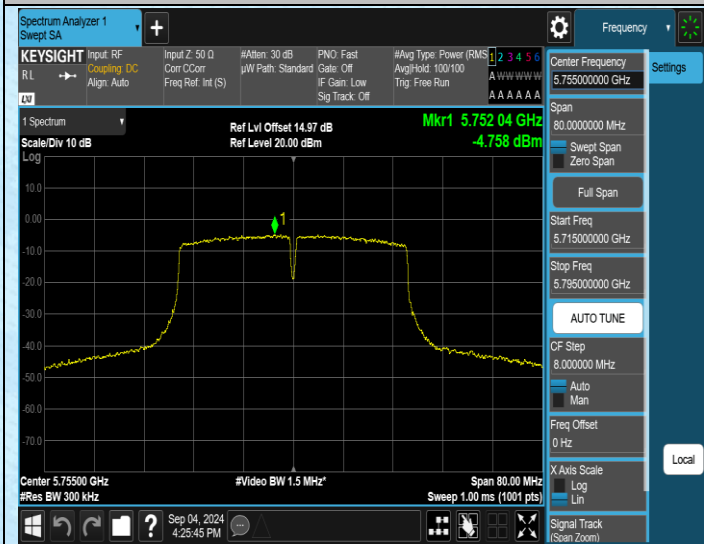 Spectrum Analyzer 1
Swept SA
Frequency
KEYSIGHT
RL
LXI
Input: RF
Coupling: DC
Align: Auto
Input Z: 50 Ω
Corr CCorr
Freq Ref: Int (S)
#Atten: 30 dB
µW Path: Standard
PNO: Fast
Gate: Off
IF Gain: Low
Sig Track: Off
#Avg Type: Power (RMS
Avg|Hold: 100/100
Trig: Free Run
1 2 3 4 5 6
A W W W W W
A A A A A A
1 Spectrum
Scale/Div 10 dB
Log
Ref Lvl Offset 14.97 dB
Ref Level 20.00 dBm
Mkr1 5.752 04 GHz
-4.758 dBm
10.0
0.00
-10.0
-20.0
-30.0
-40.0
-50.0
-60.0
-70.0
1
Center 5.75500 GHz
#Res BW 300 kHz
#Video BW 1.5 MHz*
Span 80.00 MHz
Sweep 1.00 ms (1001 pts)
Sep 04, 2024
4:25:45 PM
Center Frequency
5.755000000 GHz
Span
80.0000000 MHz
Swept Span
Zero Span
Full Span
Start Freq
5.715000000 GHz
Stop Freq
5.795000000 GHz
AUTO TUNE
CF Step
8.000000 MHz
Auto
Man
Freq Offset
0 Hz
X Axis Scale
Log
Lin
Signal Track
(Span Zoom)
Settings
Local